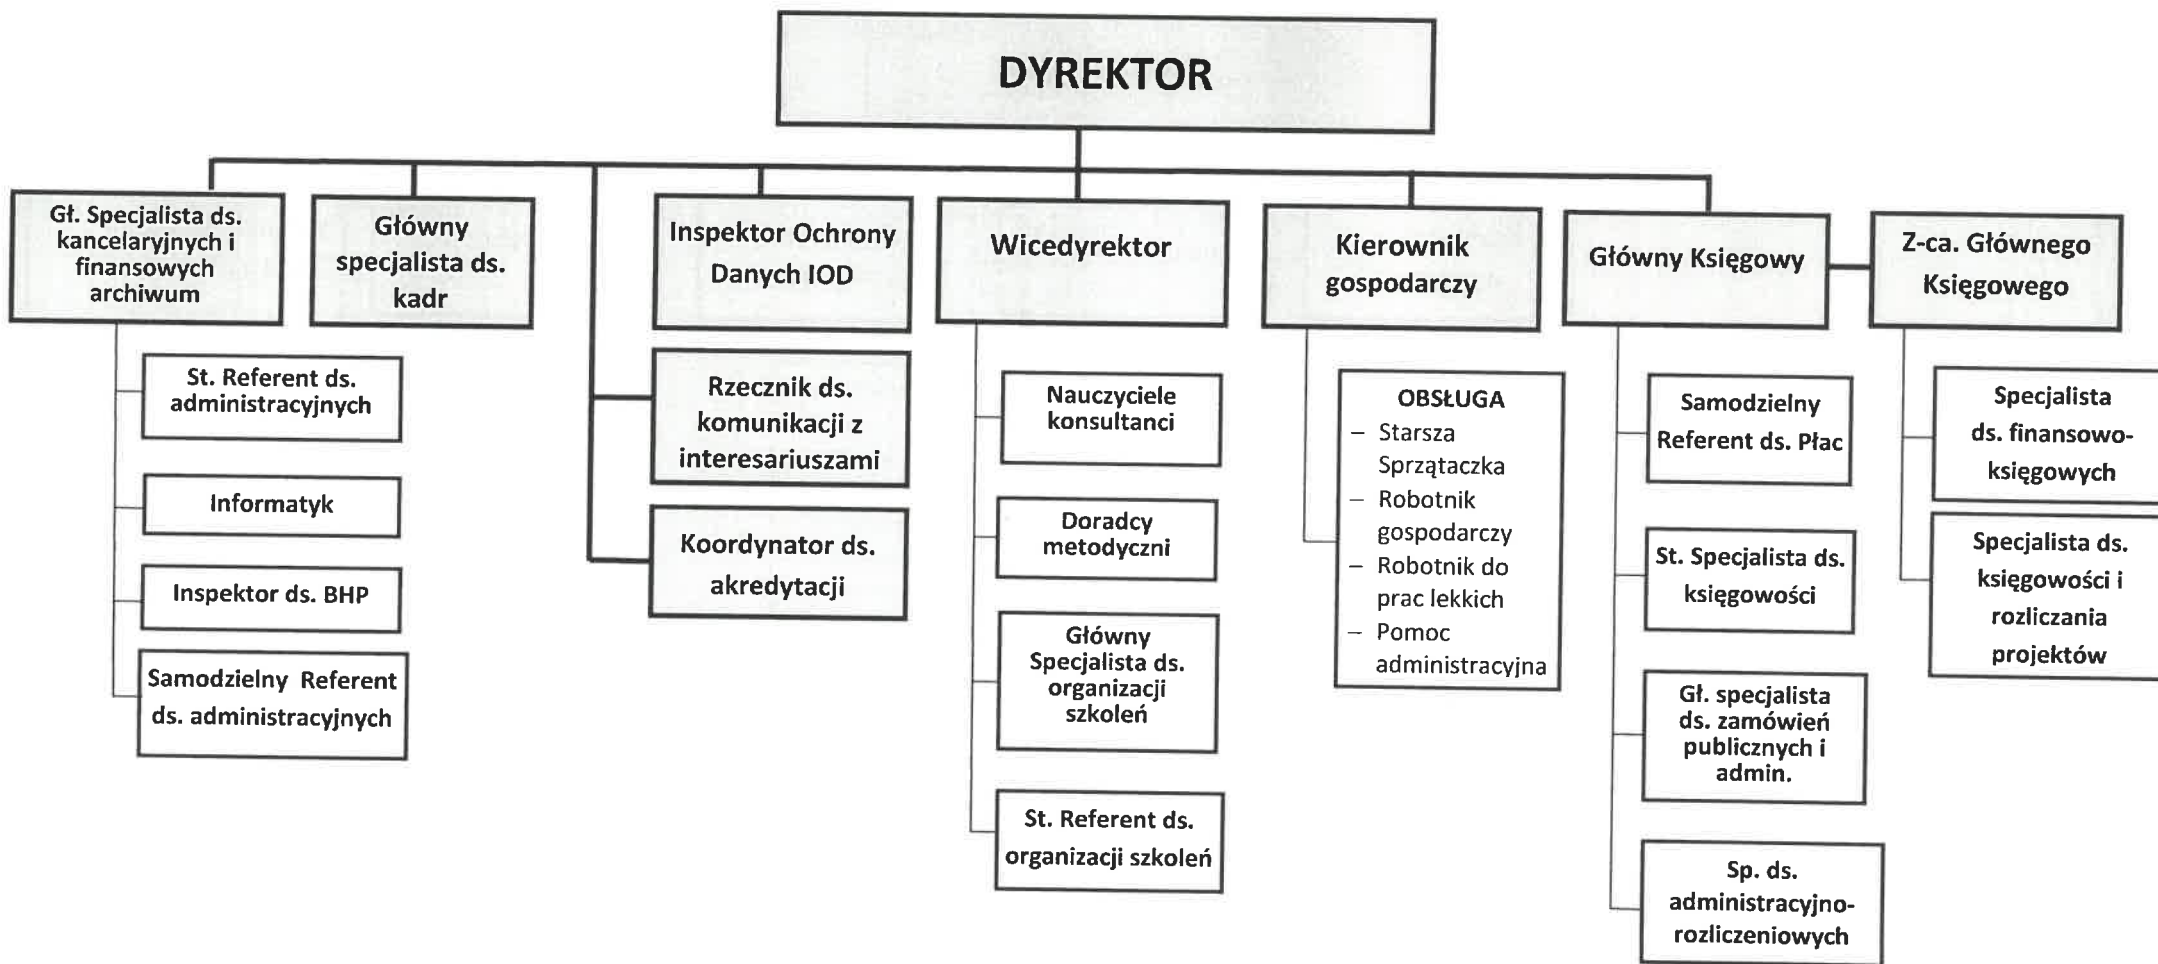 DYREKTOR
Gł. Specjalista ds.
kancelaryjnych i
finansowych
archiwum
Główny
specjalista ds.
kadr
Inspektor Ochrony
Danych IOD
Wicedyrektor
Kierownik
gospodarczy
Główny Księgowy
Z-ca. Głównego
Księgowego
St. Referent ds.
administracyjnych
Informatyk
Inspektor ds. BHP
Samodzielny Referent
ds. administracyjnych
Rzecznik ds.
komunikacji z
interesariuszami
Koordynator ds.
akredytacji
Nauczyciele
konsultanci
Doradcy
metodyczni
Główny
Specjalista ds.
organizacji
szkoleń
St. Referent ds.
organizacji szkoleń
OBSŁUGA
– Starsza
Sprzątaczka
– Robotnik
gospodarczy
– Robotnik do
prac lekkich
– Pomoc
administracyjna
Samodzielny
Referent ds. Płac
St. Specjalista ds.
księgowości
Gł. specjalista
ds. zamówień
publicznych i
admin.
Sp. ds.
administracyjno-
rozliczeniowych
Specjalista
ds. finansowo-
księgowych
Specjalista ds.
księgowości i
rozliczania
projektów